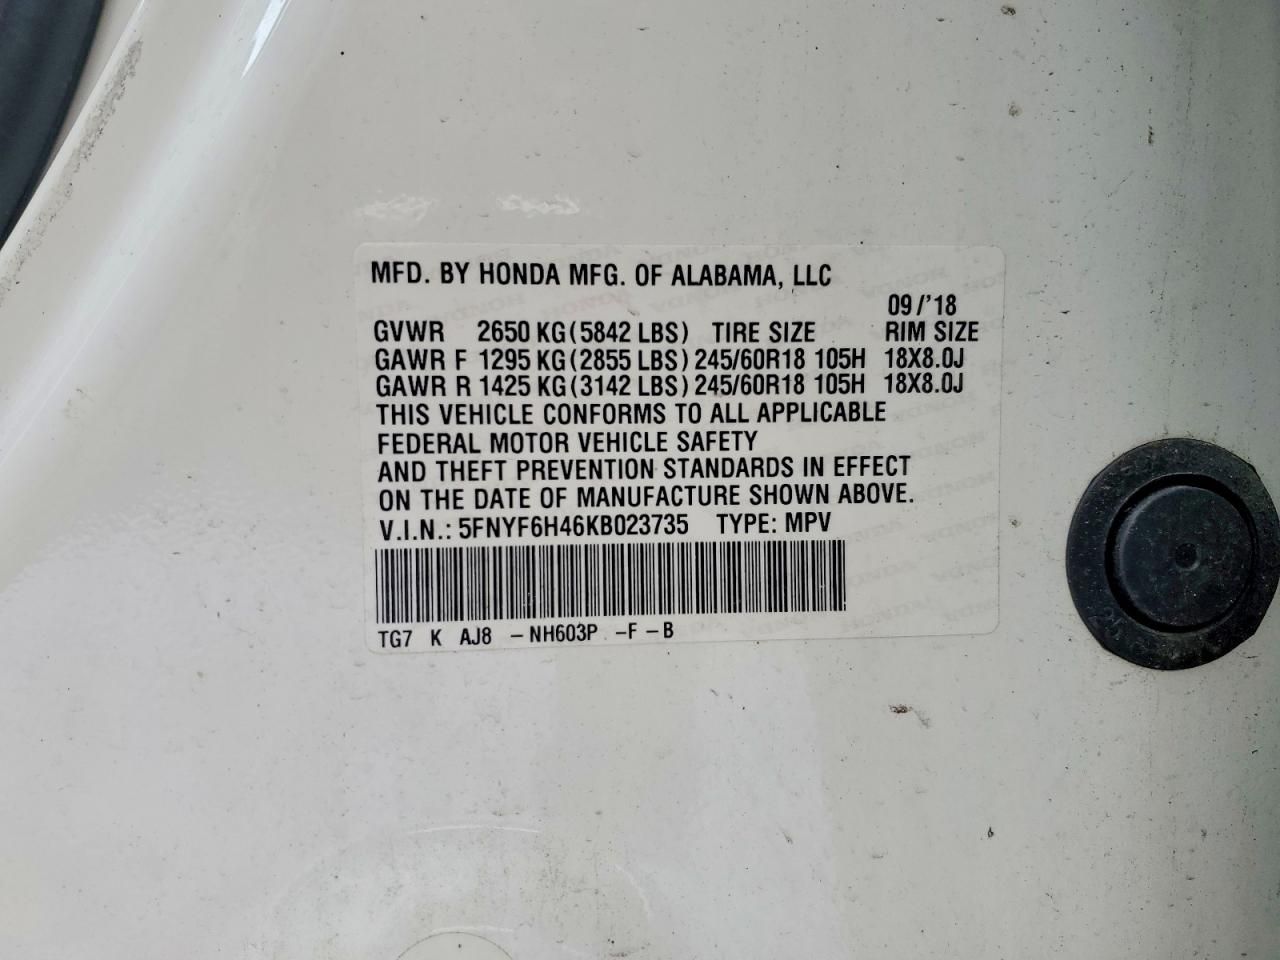 MFD. BY HONDA MFG. OF ALABAMA, LLC
09/'18
GVWR 2650 KG (5842 LBS) TIRE SIZE RIM SIZE
GAWR F 1295 KG (2855 LBS) 245/60R18 105H 18X8.0J
GAWR R 1425 KG (3142 LBS) 245/60R18 105H 18X8.0J
THIS VEHICLE CONFORMS TO ALL APPLICABLE
FEDERAL MOTOR VEHICLE SAFETY
AND THEFT PREVENTION STANDARDS IN EFFECT
ON THE DATE OF MANUFACTURE SHOWN ABOVE.
V.I.N.: 5FNYF6H46KB023735 TYPE: MPV
TG7 K AJ8 -NH603P -F -B